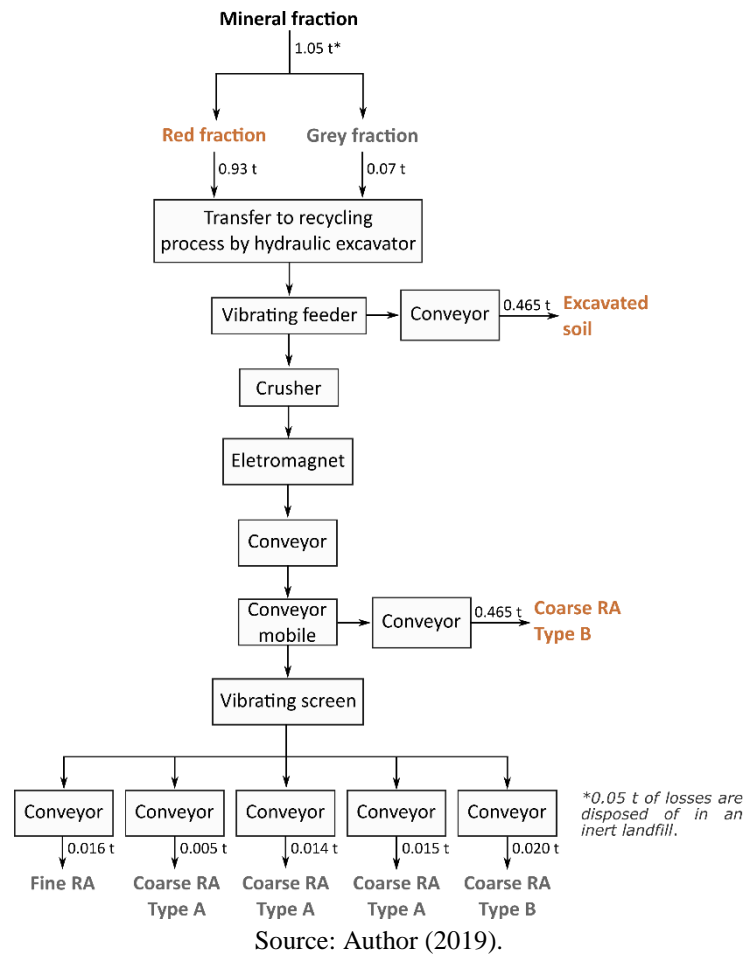 Mineral fraction
1.05 t*
Red fraction
Grey fraction
0.93 t
0.07 t
Transfer to recycling
process by hydraulic excavator
Vibrating feeder
Conveyor
0.465 t
Excavated
soil
Crusher
Eletromagnet
Conveyor
Conveyor
mobile
Conveyor
0.465 t
Coarse RA
Type B
Vibrating screen
Conveyor
Conveyor
Conveyor
Conveyor
Conveyor
*0.05 t of losses are
disposed of in an
inert landfill.
0.016 t
0.005 t
0.014 t
0.015 t
0.020 t
Fine RA
Coarse RA
Type A
Coarse RA
Type A
Coarse RA
Type A
Coarse RA
Type B
Source: Author (2019).